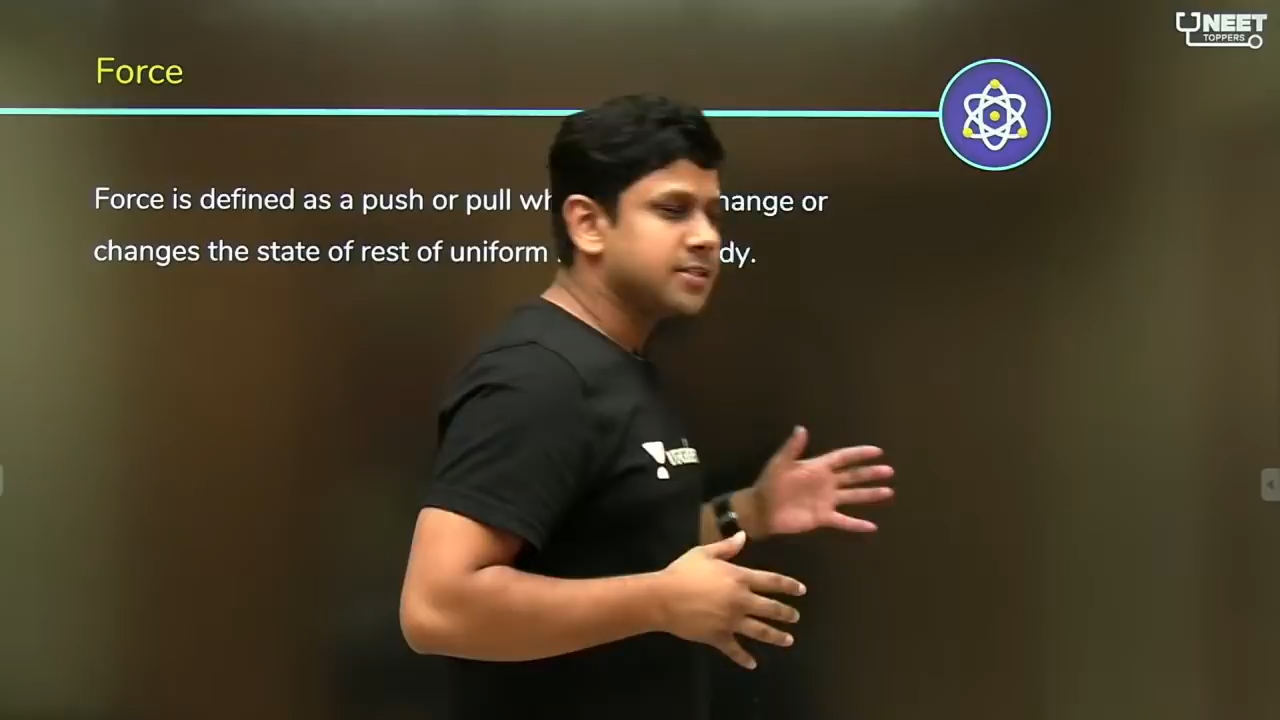 NEET
TOPPERS
Force
Force is defined as a push or pull hange or
changes the state of rest of uniform dy.